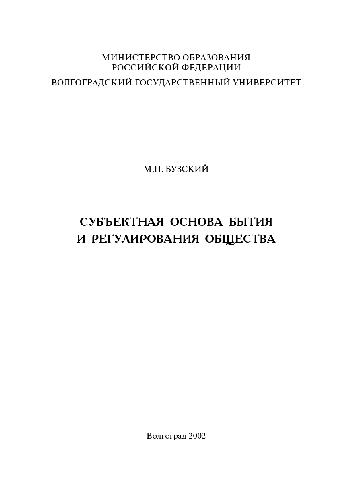 МИНИСТЕРСТВО ОБРАЗОВАНИЯ
РОССИЙСКОЙ ФЕДЕРАЦИИ
ВОЛГОГРАДСКИЙ ГОСУДАРСТВЕННЫЙ УНИВЕРСИТЕТ
М.П. БУЗСКИЙ
СУБЪЕКТНАЯ ОСНОВА БЫТИЯ
И РЕГУЛИРОВАНИЯ ОБЩЕСТВА
Волгоград 2002